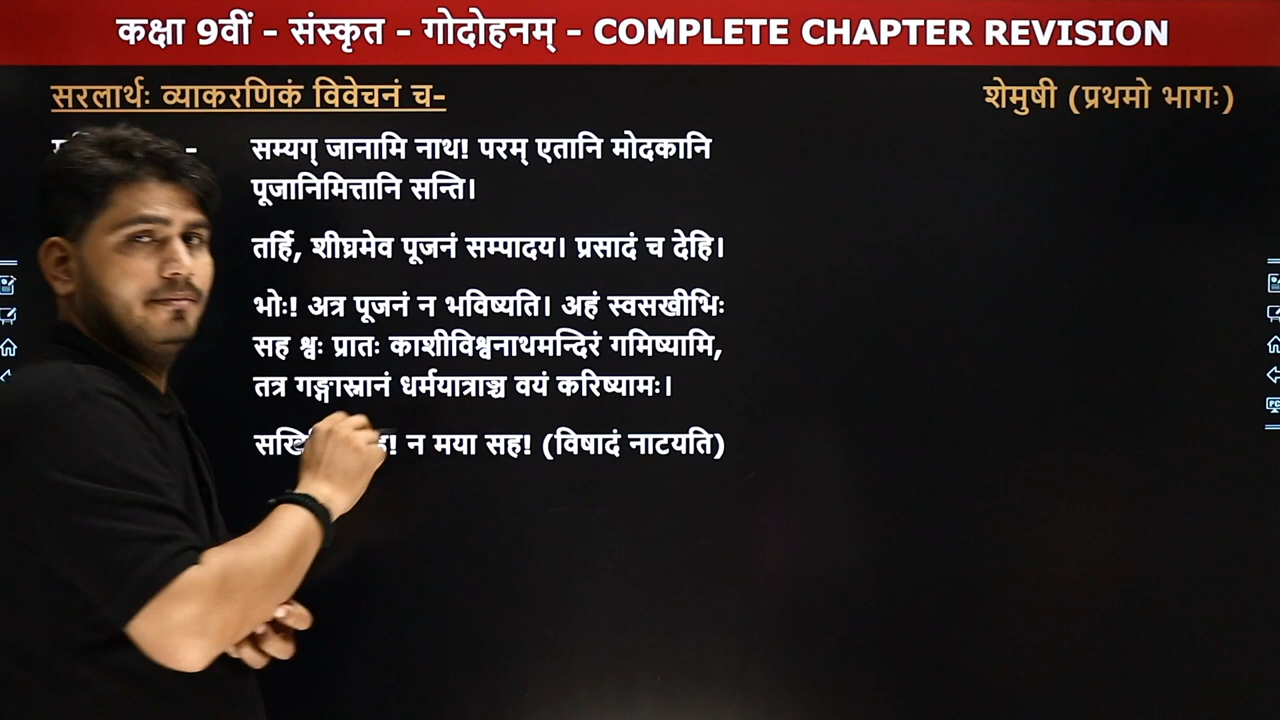 कक्षा 9वीं - संस्कृत - गोदोहनम् - COMPLETE CHAPTER REVISION
सरलार्थः व्याकरणिकं विवेचनं च-
शेमुषी (प्रथमो भागः)
- सम्यग् जानामि नाथ! परम् एतानि मोदकानि
पूजानिमित्तानि सन्ति।
तर्हि, शीघ्रमेव पूजनं सम्पादय। प्रसादं च देहि।
भोः! अत्र पूजनं न भविष्यति। अहं स्वसखीभिः
सह श्वः प्रातः काशीविश्वनाथमन्दिरं गमिष्यामि,
तत्र गङ्गास्नानं धर्मयात्राञ्च वयं करिष्यामः।
न मया सह! (विषादं नाटयति)